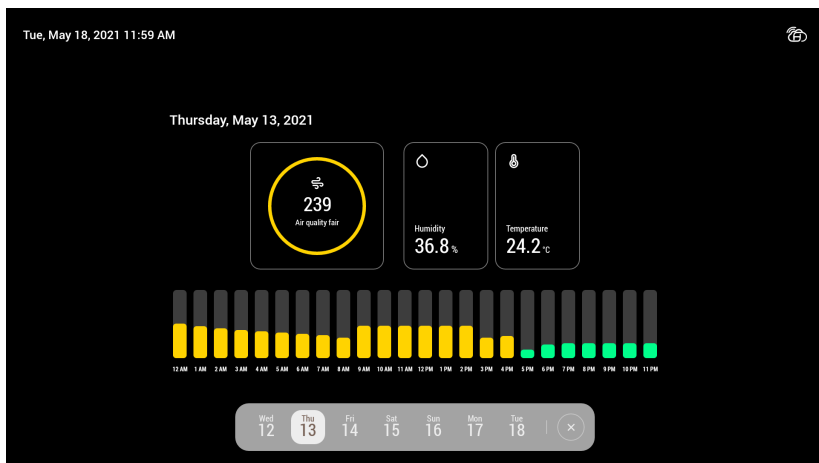 Tue, May 18, 2021 11:59 AM
Thursday, May 13, 2021
239
Air quality fair
Humidity
36.8 %
Temperature
24.2 °C
12 AM 1 AM 2 AM 3 AM 4 AM 5 AM 6 AM 7 AM 8 AM 9 AM 10 AM 11 AM 12 PM 1 PM 2 PM 3 PM 4 PM 5 PM 6 PM 7 PM 8 PM 9 PM 10 PM 11 PM
Wed Thu Fri Sat Sun Mon Tue
12 13 14 15 16 17 18